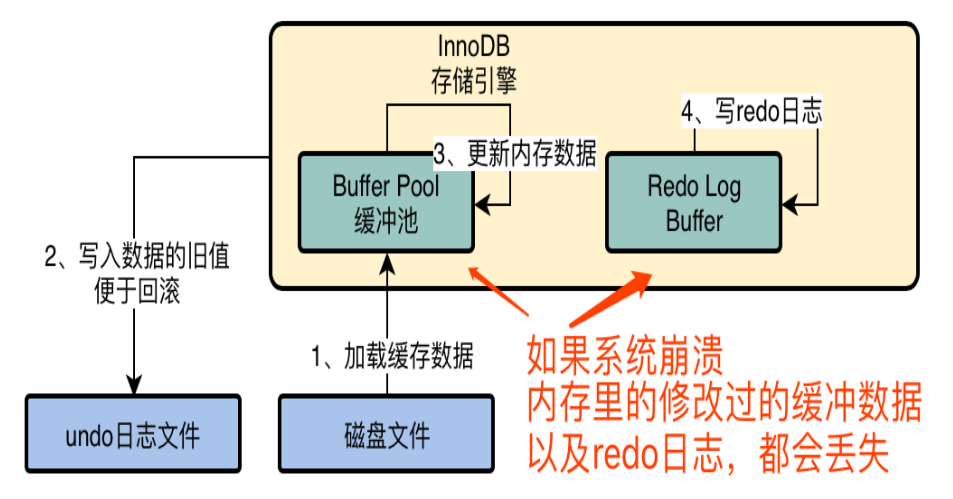 InnoDB
存储引擎
4、写redo日志
3、更新内存数据
Buffer Pool
缓冲池
Redo Log
Buffer
2、写入数据的旧值
便于回滚
1、加载缓存数据
如果系统崩溃
内存里的修改过的缓冲数据
以及redo日志，都会丢失
undo日志文件
磁盘文件